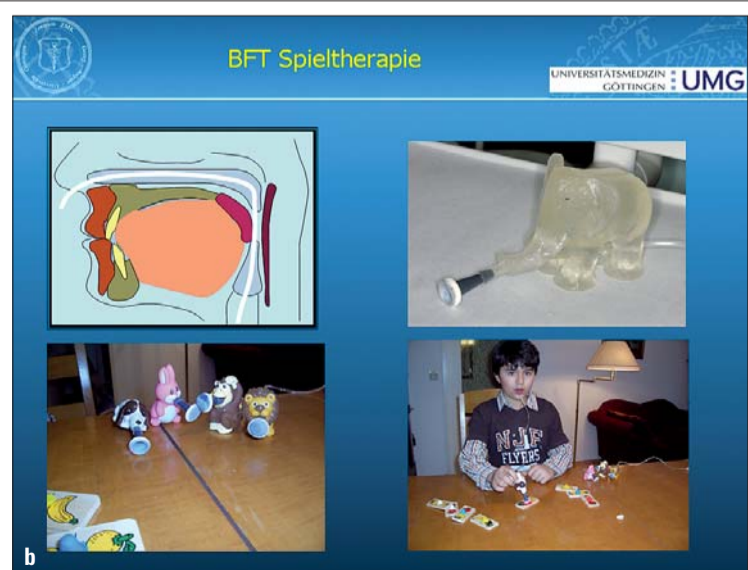 BFT Spieltherapie
UNIVERSITÄTSMEDIZIN
GÖTTINGEN
UMG
N J F
FLYERS
b